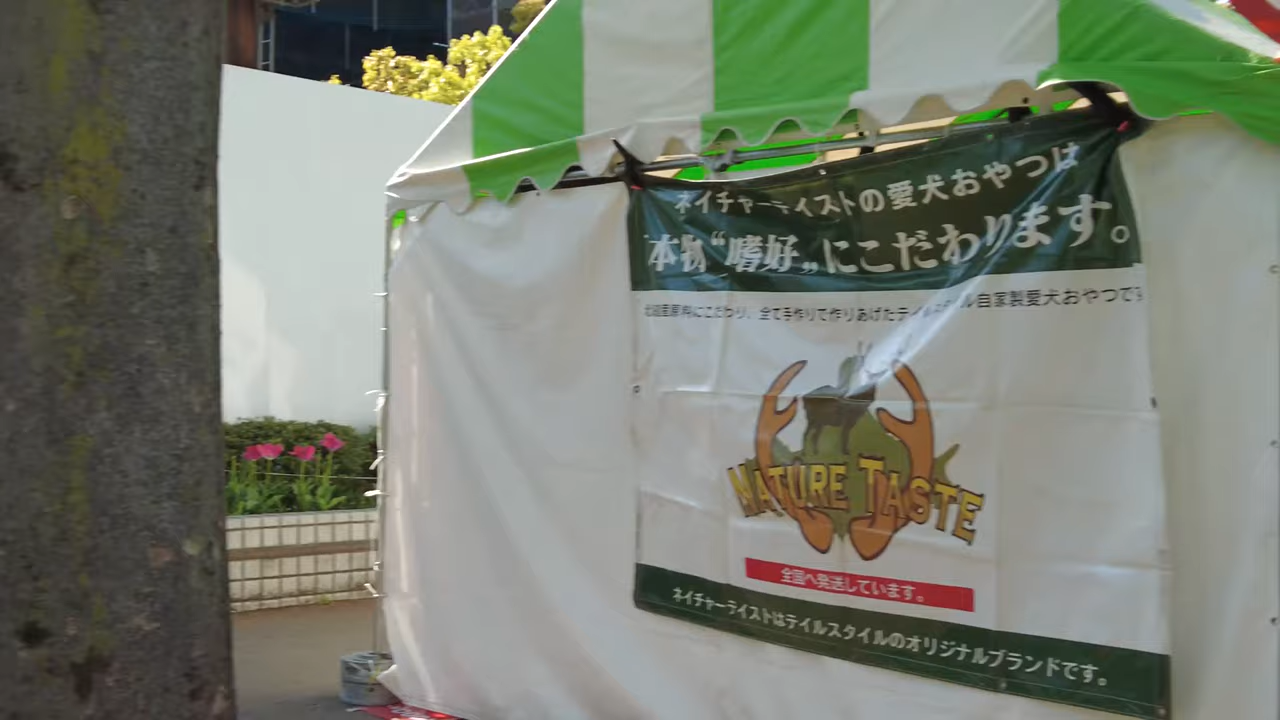 ネイチャーテイストの愛犬おやつは
本物“嗜好„にこだわります。
全て手作りで作りあげたテイルスタイル自家製愛犬おやつです
NATURE TASTE
全国へ発送しています。
ネイチャーテイストはテイルスタイルのオリジナルブランドです。